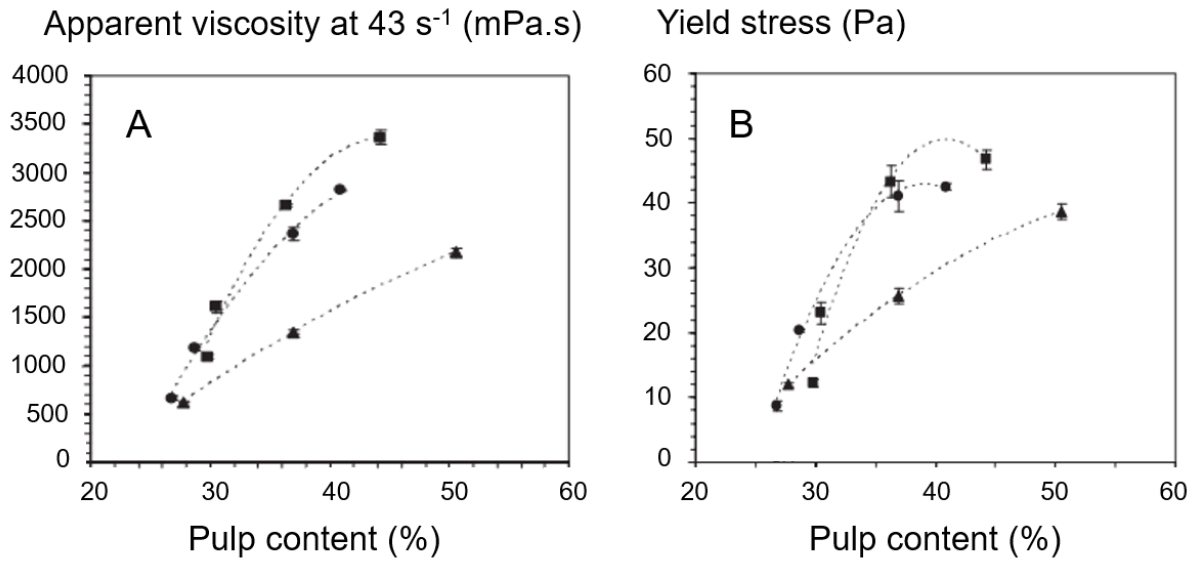 Apparent viscosity at 43 s⁻¹ (mPa.s)
4000
3500
3000
2500
2000
1500
1000
500
0
A
20 30 40 50 60
Pulp content (%)
Yield stress (Pa)
60
50
40
30
20
10
0
B
20 30 40 50 60
Pulp content (%)